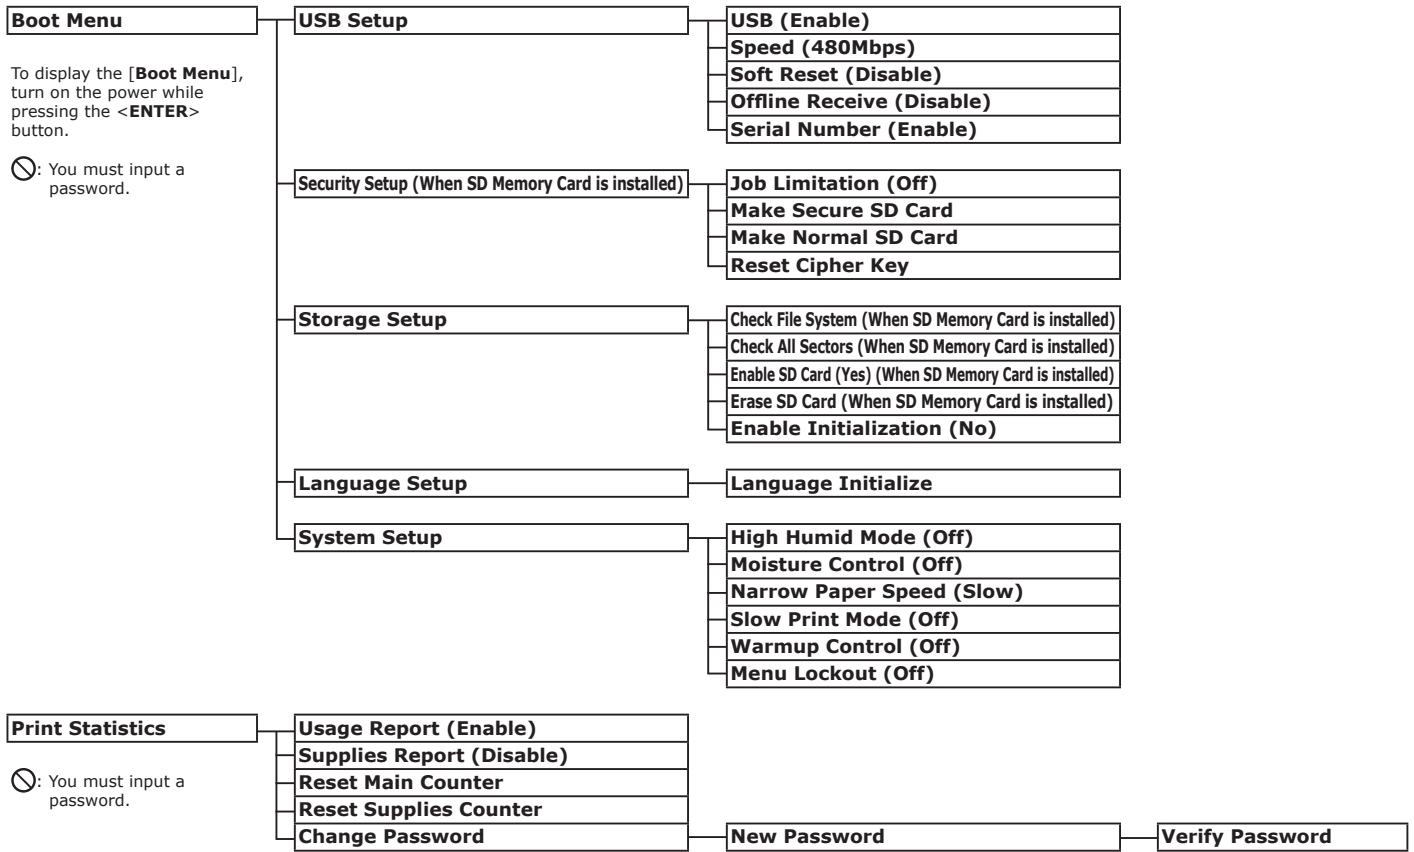 Boot Menu
To display the [Boot Menu],
turn on the power while
pressing the <ENTER>
button.
: You must input a
password.
USB Setup
USB (Enable)
Speed (480Mbps)
Soft Reset (Disable)
Offline Receive (Disable)
Serial Number (Enable)
Security Setup (When SD Memory Card is installed)
Job Limitation (Off)
Make Secure SD Card
Make Normal SD Card
Reset Cipher Key
Storage Setup
Check File System (When SD Memory Card is installed)
Check All Sectors (When SD Memory Card is installed)
Enable SD Card (Yes) (When SD Memory Card is installed)
Erase SD Card (When SD Memory Card is installed)
Enable Initialization (No)
Language Setup
Language Initialize
System Setup
High Humid Mode (Off)
Moisture Control (Off)
Narrow Paper Speed (Slow)
Slow Print Mode (Off)
Warmup Control (Off)
Menu Lockout (Off)
Print Statistics
: You must input a
password.
Usage Report (Enable)
Supplies Report (Disable)
Reset Main Counter
Reset Supplies Counter
Change Password
New Password
Verify Password